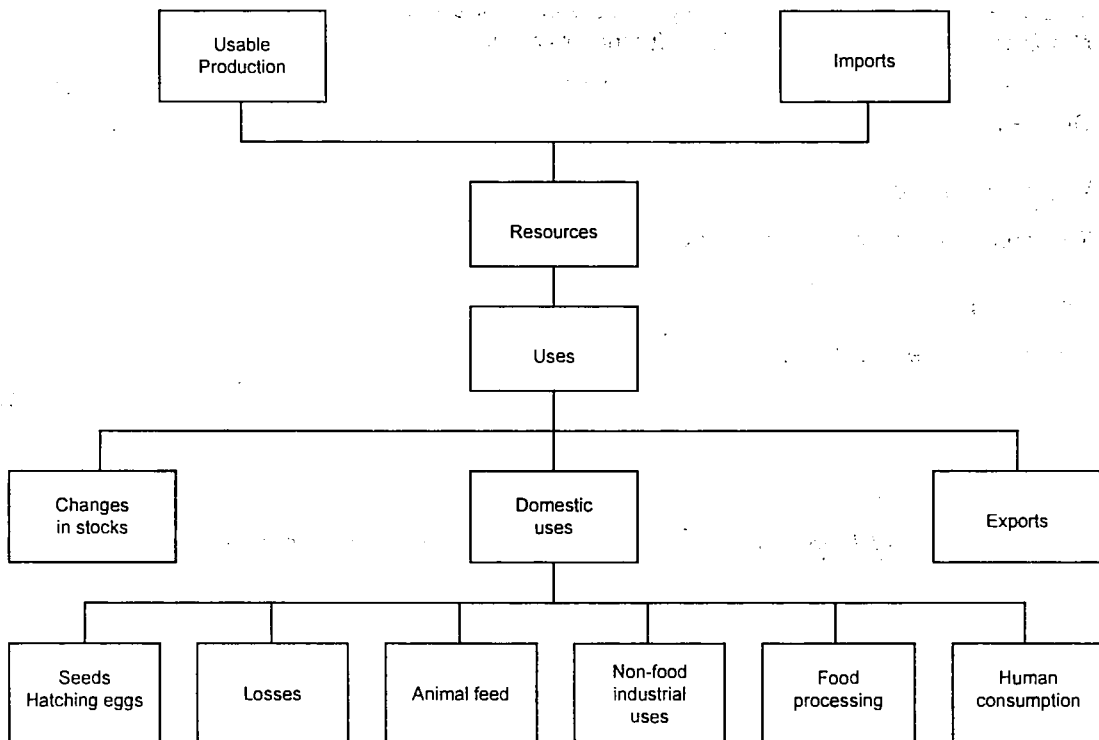 Usable
Production
Imports
Resources
Uses
Changes
in stocks
Domestic
uses
Exports
Seeds
Hatching eggs
Losses
Animal feed
Non-food
industrial
uses
Food
processing
Human
consumption